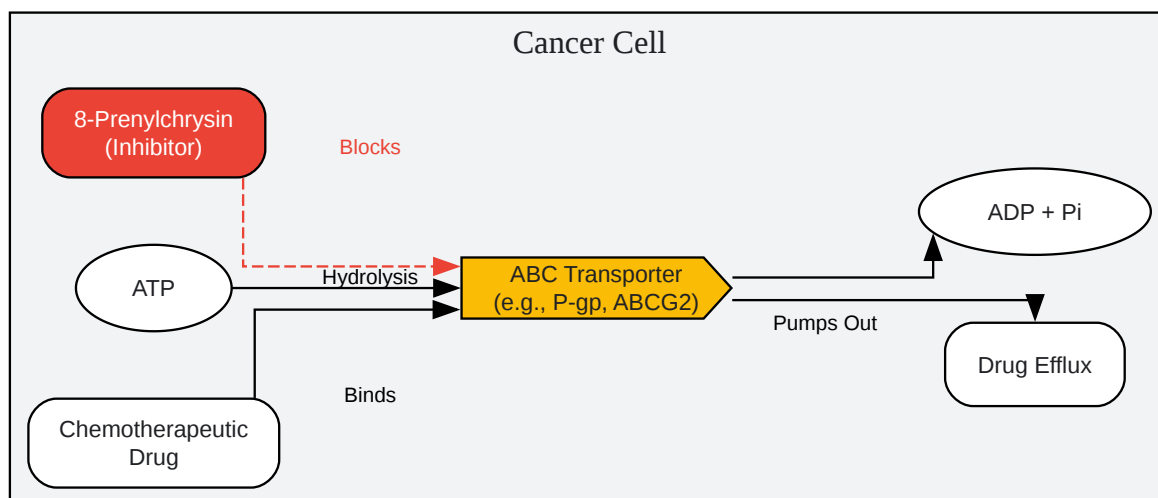 Cancer Cell
8-Prenylchrysin
(Inhibitor)
Blocks
ADP + Pi
ATP
Hydrolysis
ABC Transporter
(e.g., P-gp, ABCG2)
Pumps Out
Drug Efflux
Binds
Chemotherapeutic
Drug